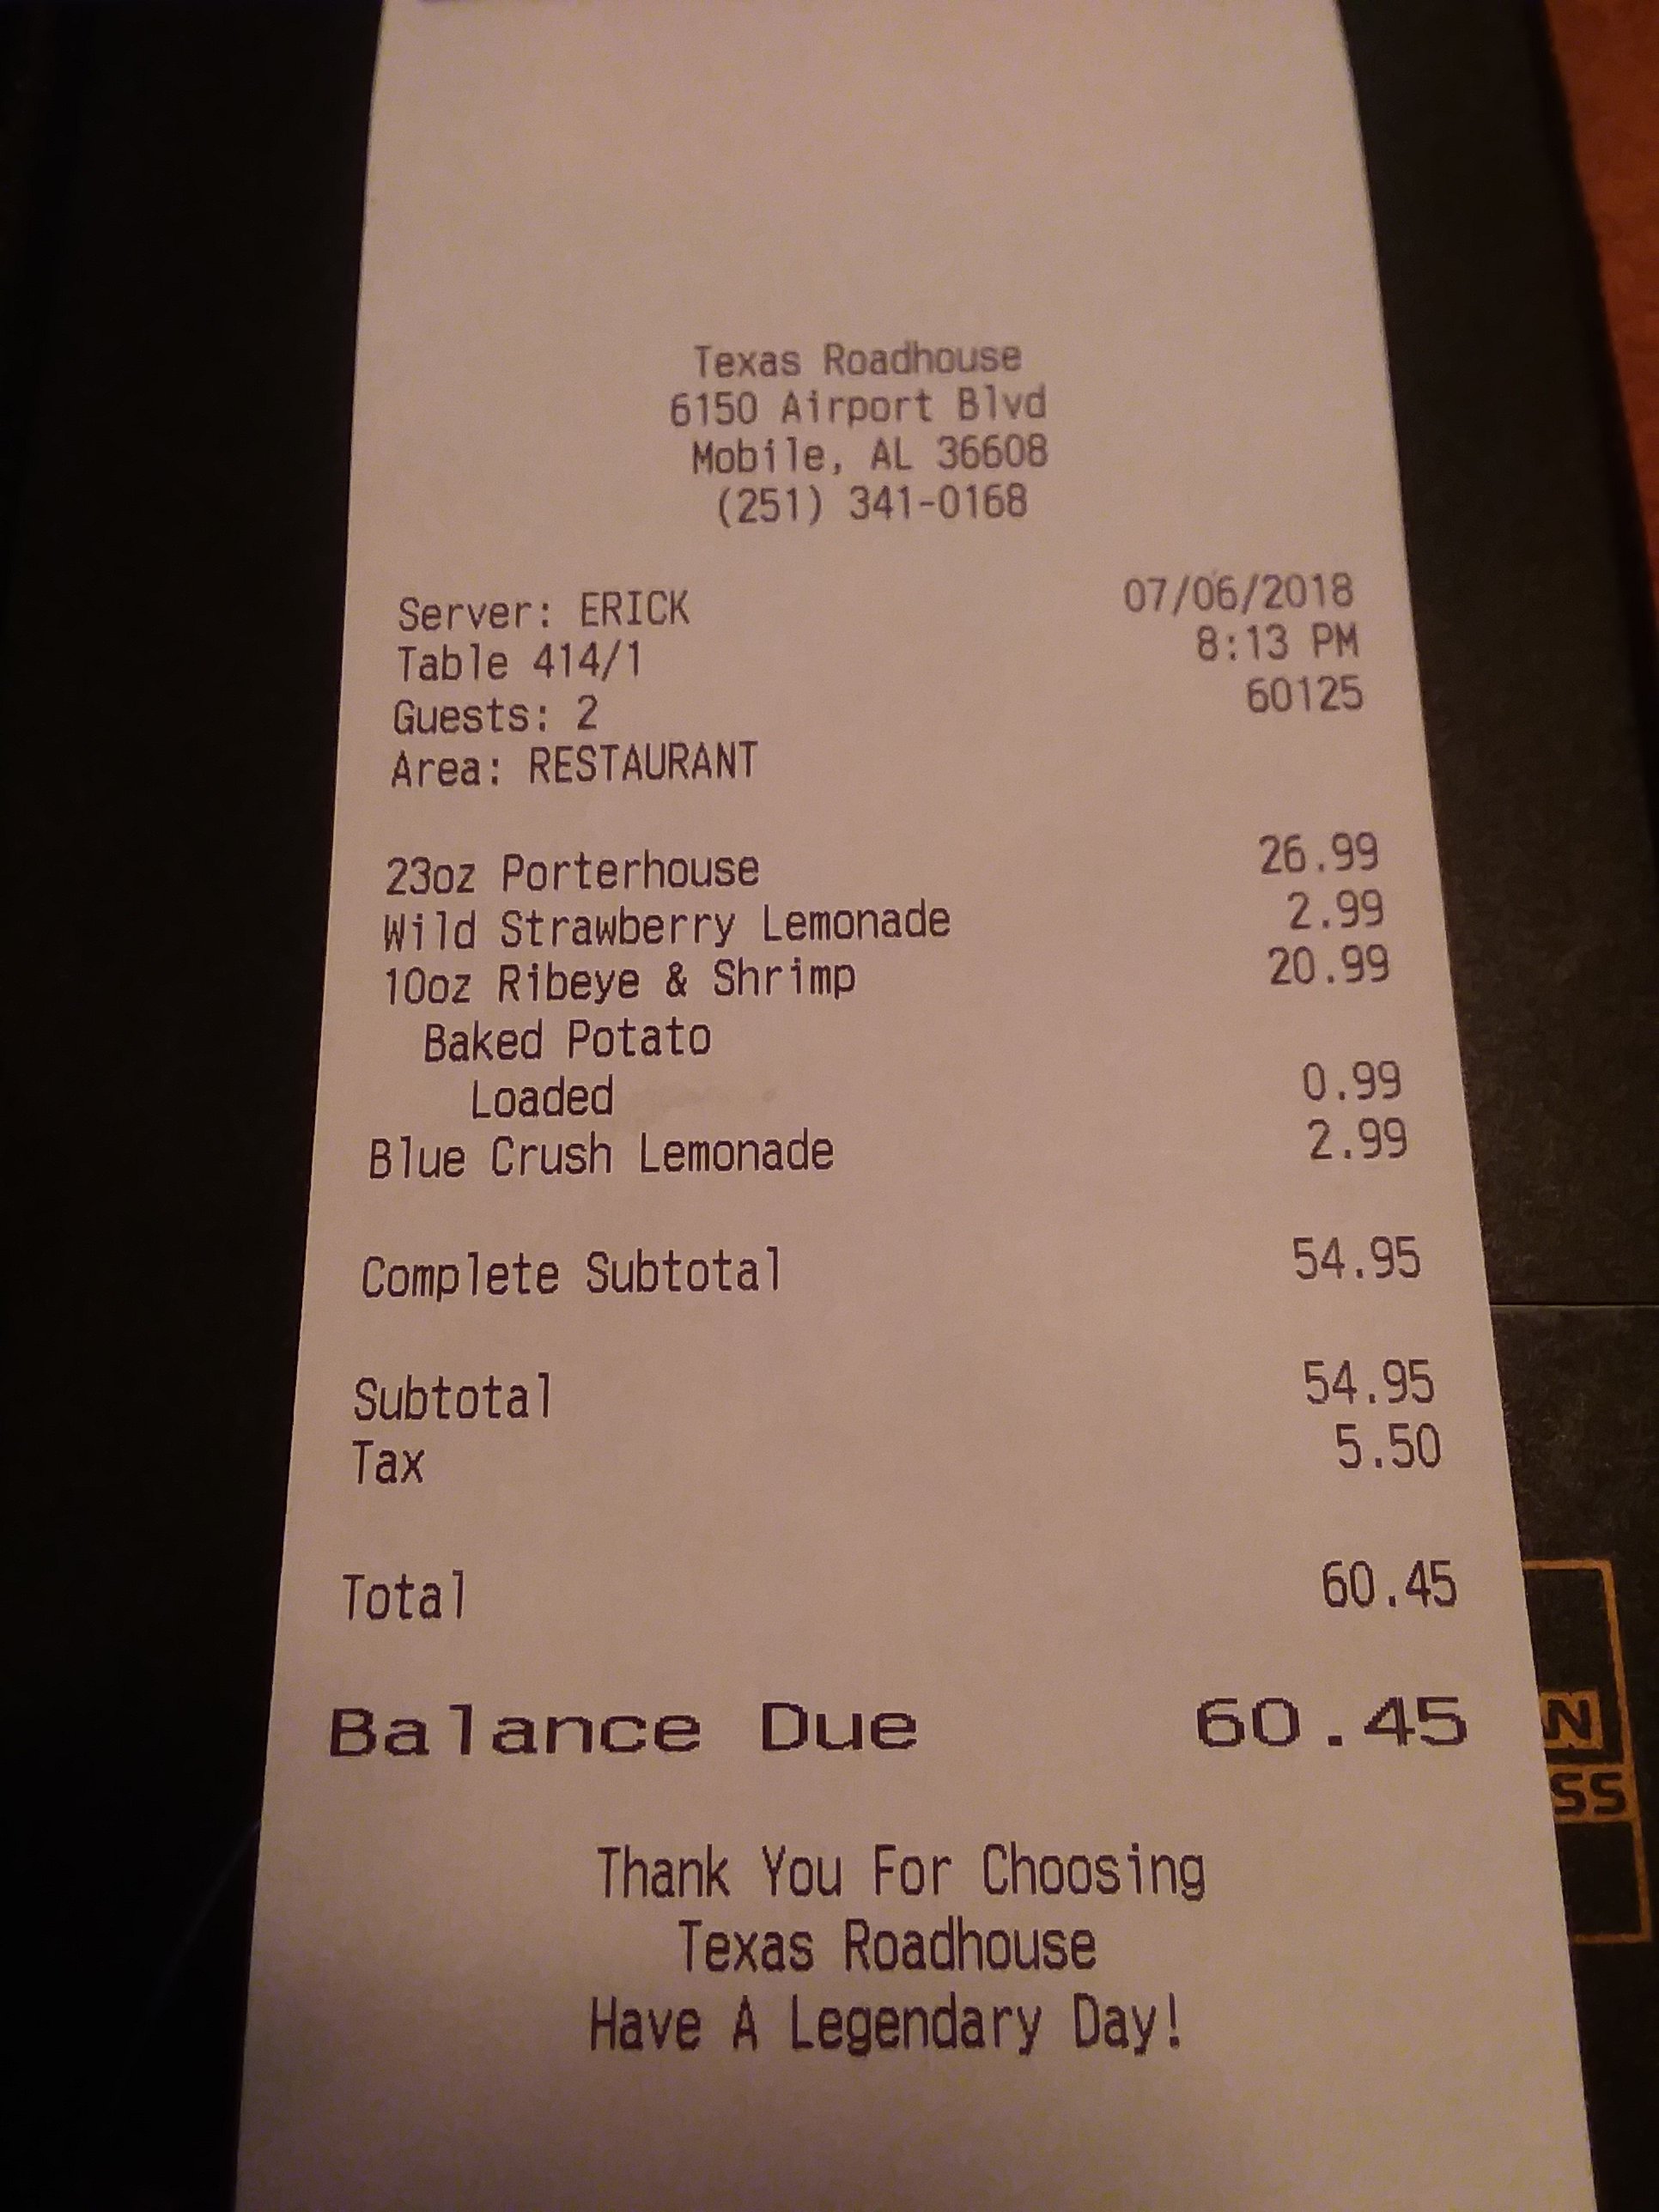 Texas Roadhouse
6150 Airport Blvd
Mobile, AL 36608
(251) 341-0168
Server: ERICK 07/06/2018
Table 414/1 8:13 PM
Guests: 2 60125
Area: RESTAURANT
23oz Porterhouse 26.99
Wild Strawberry Lemonade 2.99
10oz Ribeye & Shrimp 20.99
Baked Potato
Loaded 0.99
Blue Crush Lemonade 2.99
Complete Subtotal 54.95
Subtotal 54.95
Tax 5.50
Total 60.45
Balance Due 60.45
Thank You For Choosing
Texas Roadhouse
Have A Legendary Day!